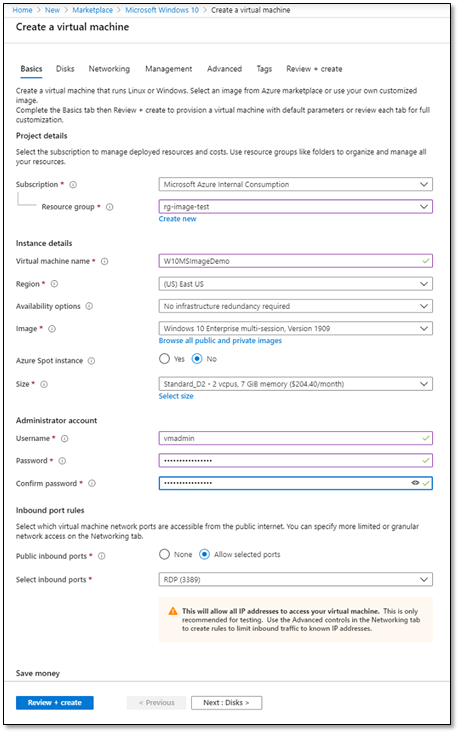 Home > New > Marketplace > Microsoft Windows 10 > Create a virtual machine
Create a virtual machine
Basics Disks Networking Management Advanced Tags Review + create
Create a virtual machine that runs Linux or Windows. Select an image from Azure marketplace or use your own customized
image.
Complete the Basics tab then Review + create to provision a virtual machine with default parameters or review each tab for full
customization.
Project details
Select the subscription to manage deployed resources and costs. Use resource groups like folders to organize and manage all
your resources.
Subscription * Microsoft Azure Internal Consumption
Resource group * rg-image-test
Create new
Instance details
Virtual machine name * W10MSImageDemo
Region * (US) East US
Availability options No infrastructure redundancy required
Image * Windows 10 Enterprise multi-session, Version 1909
Browse all public and private images
Azure Spot instance Yes No
Size * Standard_D2 - 2 vcpus, 7 GiB memory ($204.40/month)
Select size
Administrator account
Username * vmadmin
Password * ••••••••••••••••
Confirm password * ••••••••••••••••
Inbound port rules
Select which virtual machine network ports are accessible from the public internet. You can specify more limited or granular
network access on the Networking tab.
Public inbound ports * None Allow selected ports
Select inbound ports * RDP (3389)
This will allow all IP addresses to access your virtual machine. This is only
recommended for testing. Use the Advanced controls in the Networking tab
to create rules to limit inbound traffic to known IP addresses.
Save money
Review + create < Previous Next : Disks >